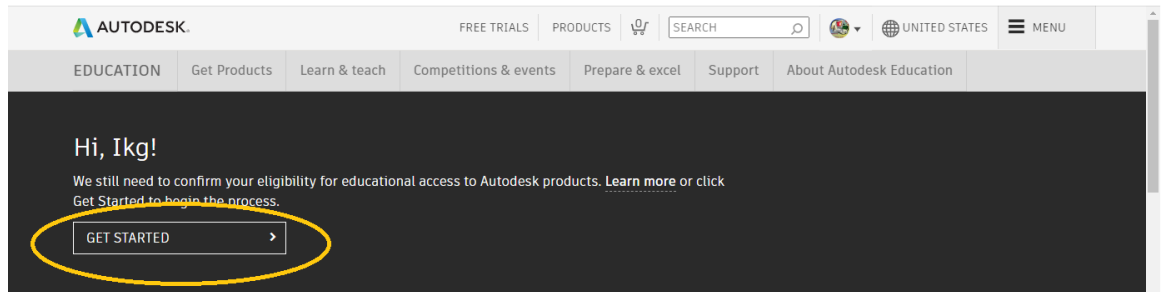 AUTODESK.
FREE TRIALS
PRODUCTS
SEARCH
UNITED STATES
MENU
EDUCATION
Get Products
Learn & teach
Competitions & events
Prepare & excel
Support
About Autodesk Education
Hi, Ikg!
We still need to confirm your eligibility for educational access to Autodesk products. Learn more or click
Get Started to begin the process.
GET STARTED